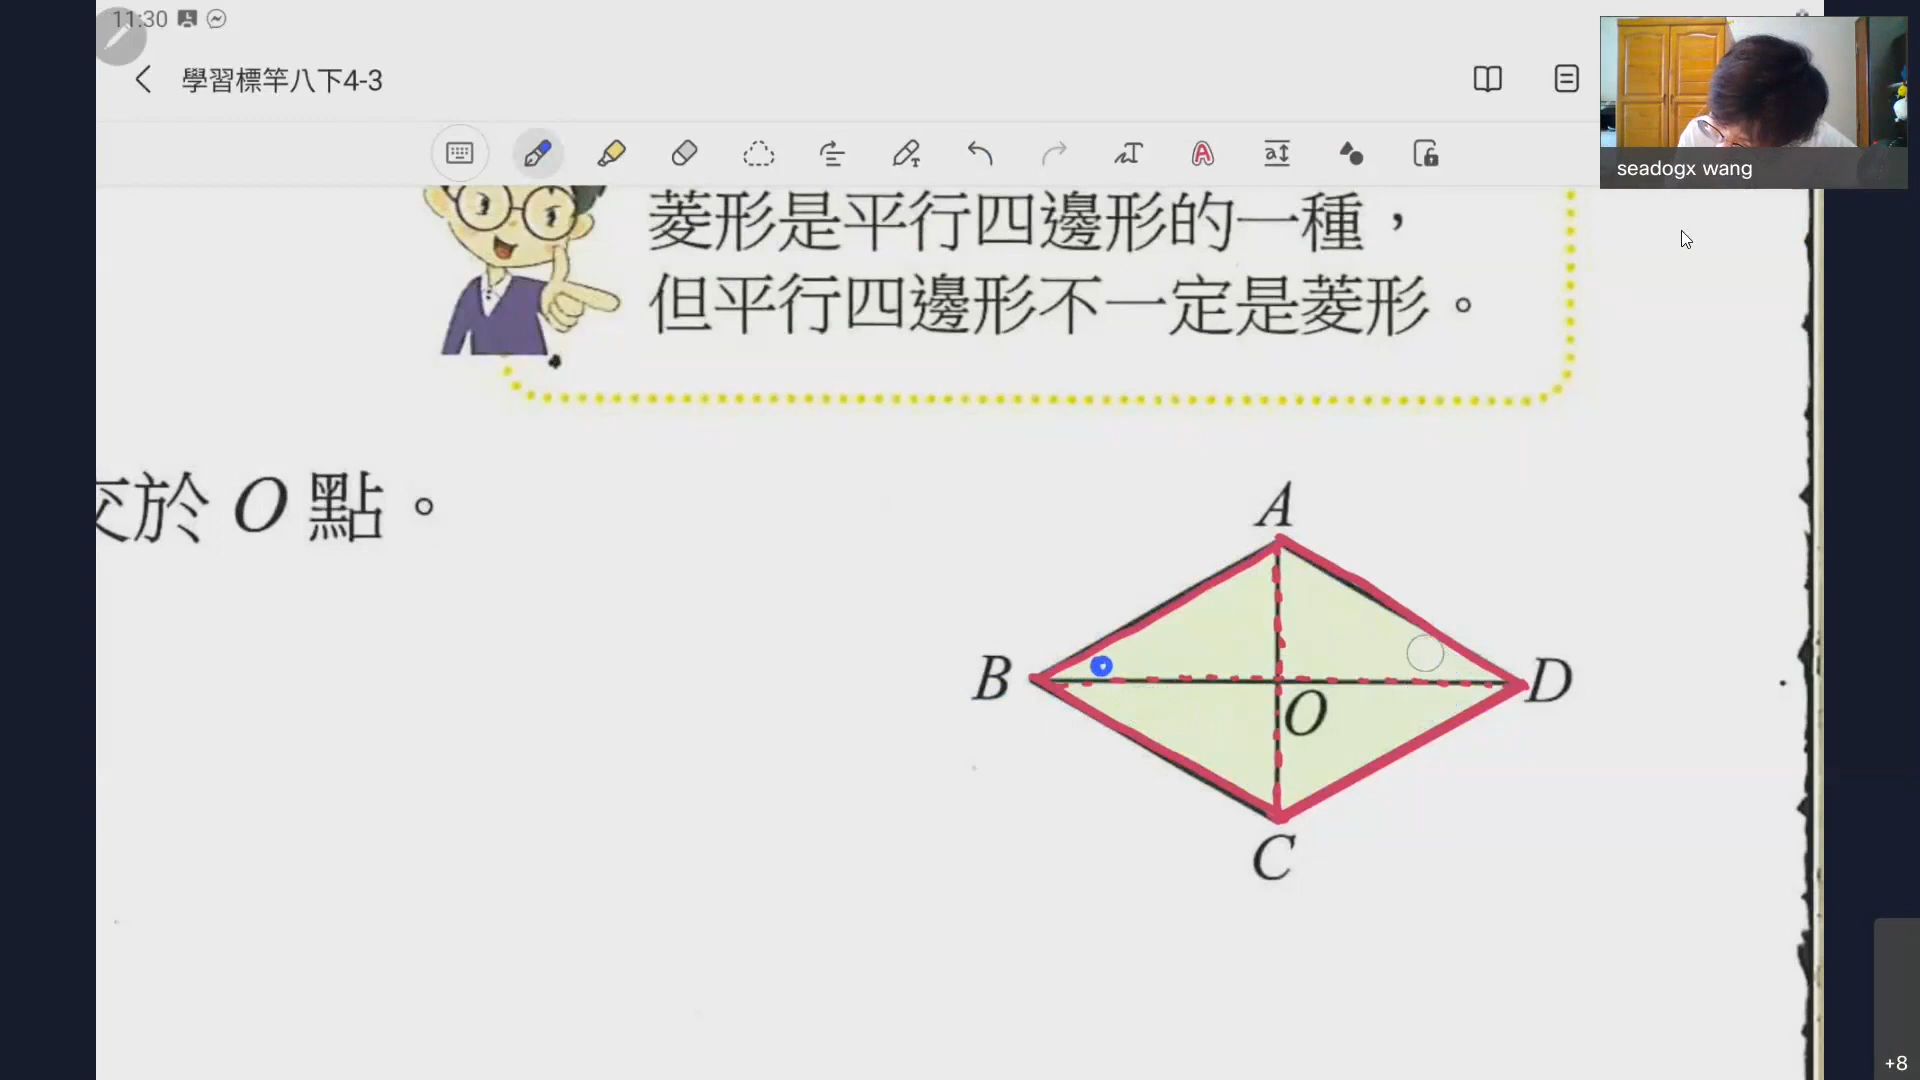 11:30
學習標竿八下4-3
seadogx wang
菱形是平行四邊形的一種，
但平行四邊形不一定是菱形。
交於 O 點。
A
B
D
O
C
+8